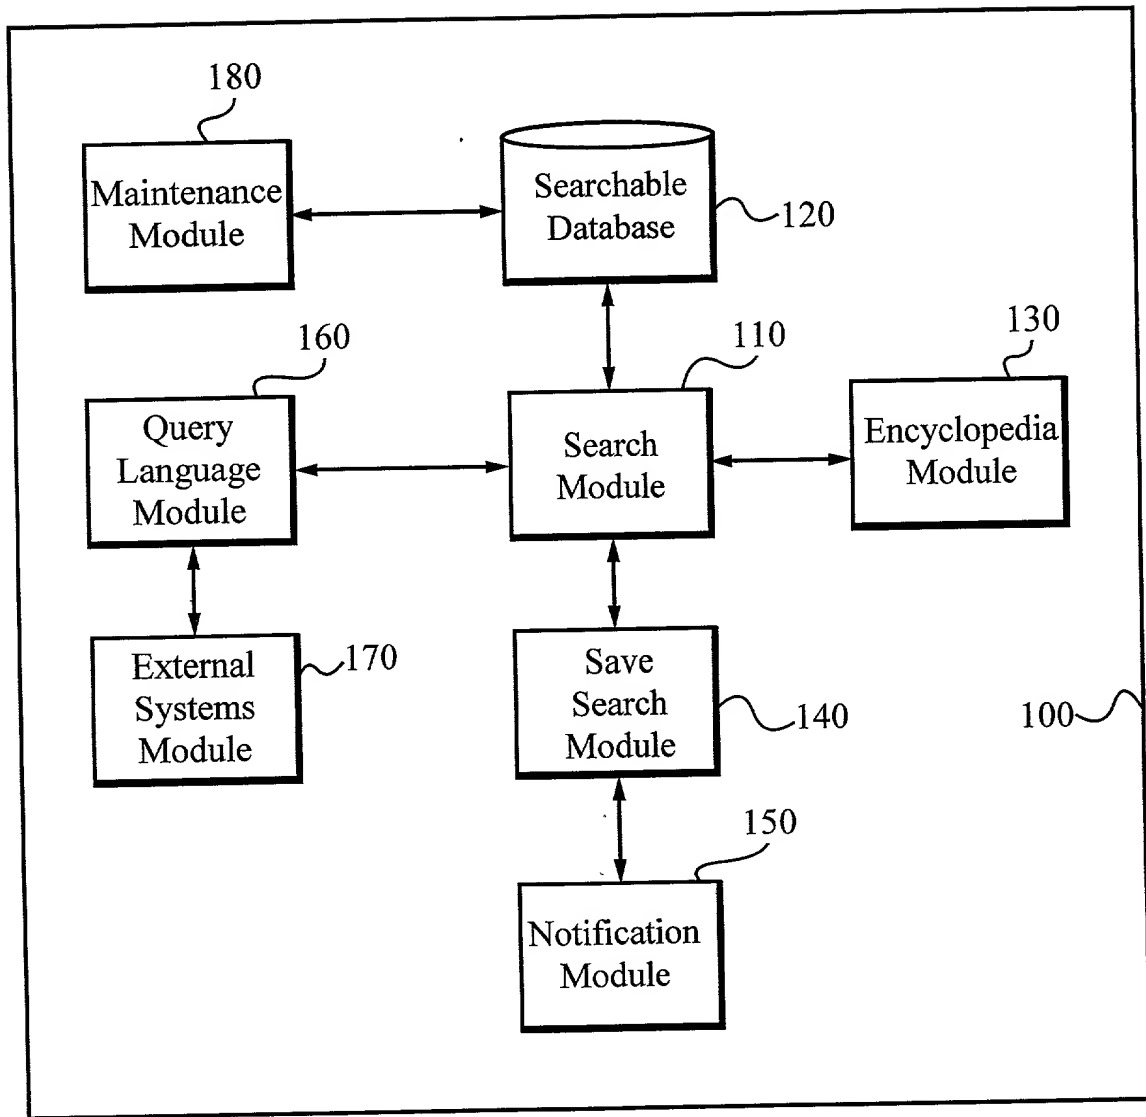 180
Maintenance
Module
Searchable
Database
120
160
Query
Language
Module
110
Search
Module
130
Encyclopedia
Module
External
Systems
Module
170
Save
Search
Module
140
100
150
Notification
Module